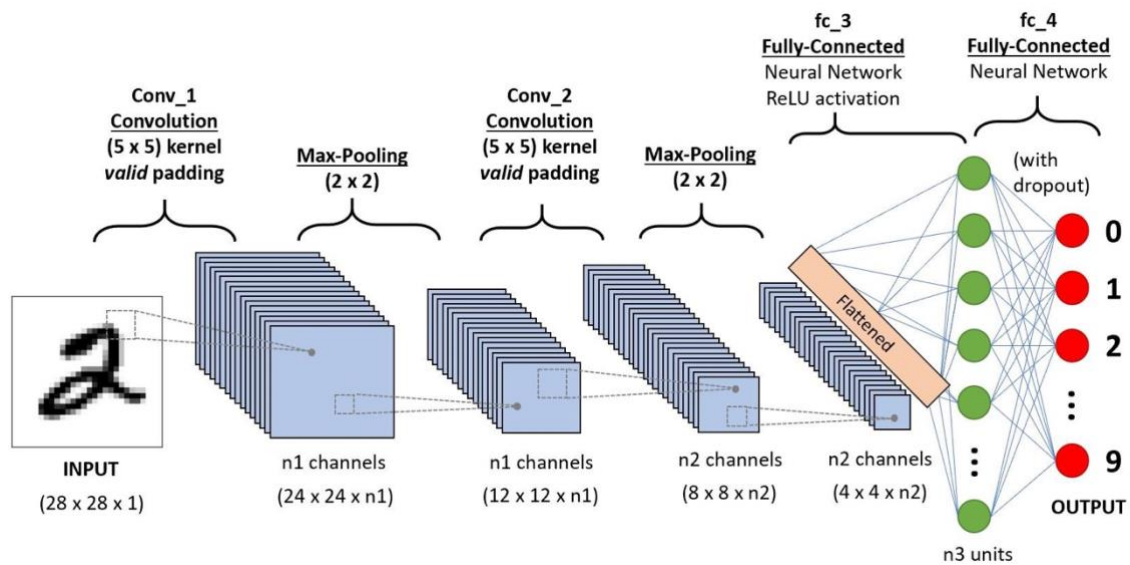 fc_3
Fully-Connected
Neural Network
ReLU activation
fc_4
Fully-Connected
Neural Network
Conv_1
Convolution
(5 x 5) kernel
valid padding
Max-Pooling
(2 x 2)
Conv_2
Convolution
(5 x 5) kernel
valid padding
Max-Pooling
(2 x 2)
(with
dropout)
Flattened
0
1
2
...
9
...
INPUT
(28 x 28 x 1)
n1 channels
(24 x 24 x n1)
n1 channels
(12 x 12 x n1)
n2 channels
(8 x 8 x n2)
n2 channels
(4 x 4 x n2)
n3 units
OUTPUT